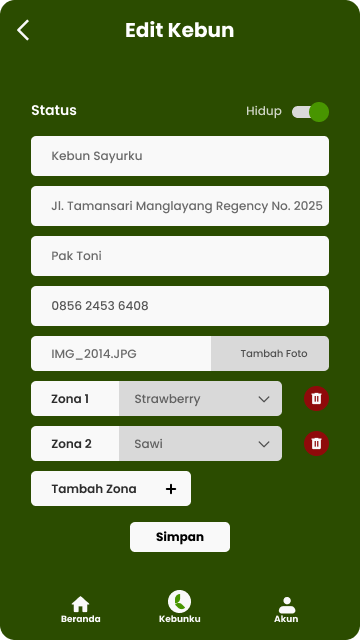 Edit Kebun
Status
Hidup
Kebun Sayurku
Jl. Tamansari Manglayang Regency No. 2025
Pak Toni
0856 2453 6408
IMG_2014.JPG
Tambah Foto
Zona 1
Strawberry
Zona 2
Sawi
Tambah Zona +
Simpan
Beranda
Kebunku
Akun